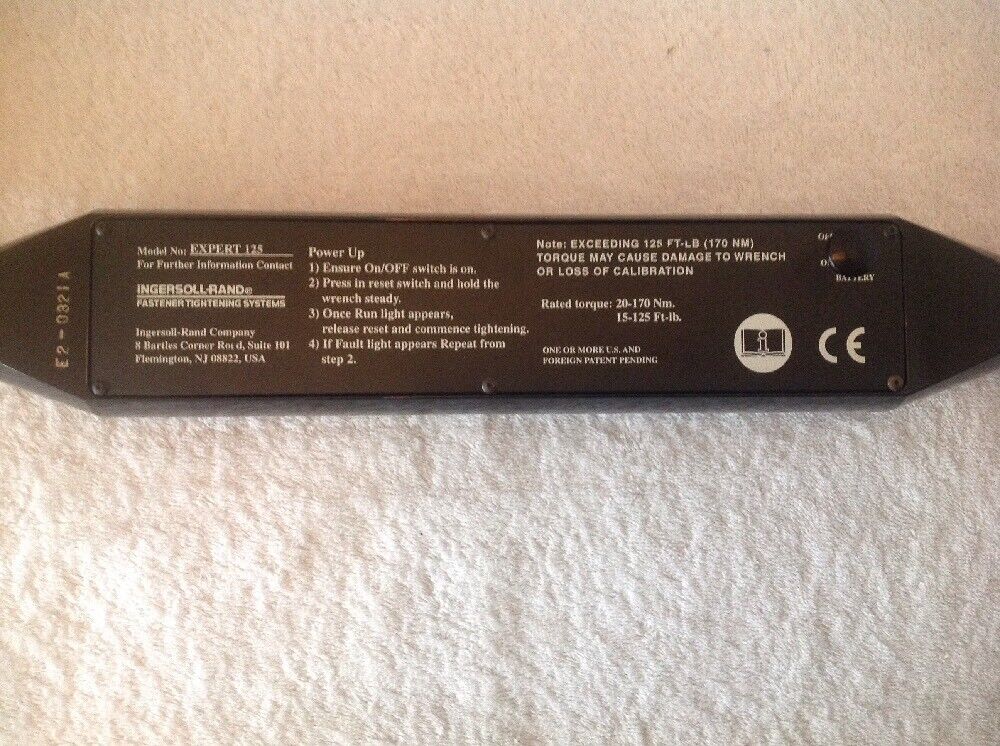 E2-0321A
Model No: EXPERT 125
For Further Information Contact
INGERSOLL-RAND®
FASTENER TIGHTENING SYSTEMS
Ingersoll-Rand Company
8 Bartles Corner Road, Suite 101
Flemington, NJ 08822, USA
Power Up
1) Ensure On/OFF switch is on.
2) Press in reset switch and hold the
wrench steady.
3) Once Run light appears,
release reset and commence tightening.
4) If Fault light appears Repeat from
step 2.
Note: EXCEEDING 125 FT-LB (170 NM)
TORQUE MAY CAUSE DAMAGE TO WRENCH
OR LOSS OF CALIBRATION
Rated torque: 20-170 Nm.
15-125 Ft-lb.
ONE OR MORE U.S. AND
FOREIGN PATENT PENDING
i
CE
BATTERY